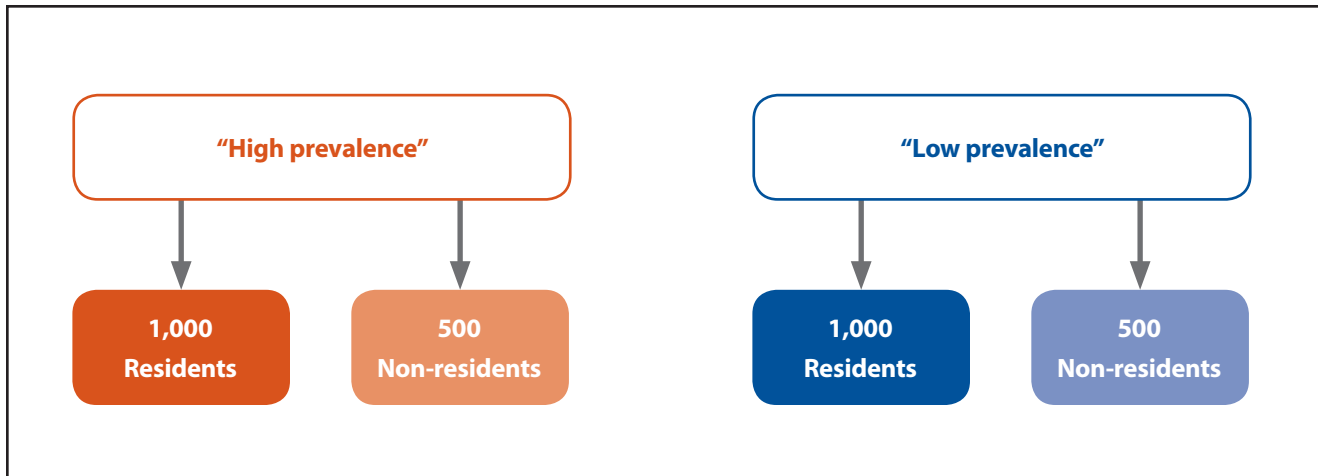 “High prevalence”
“Low prevalence”
1,000
Residents
500
Non-residents
1,000
Residents
500
Non-residents